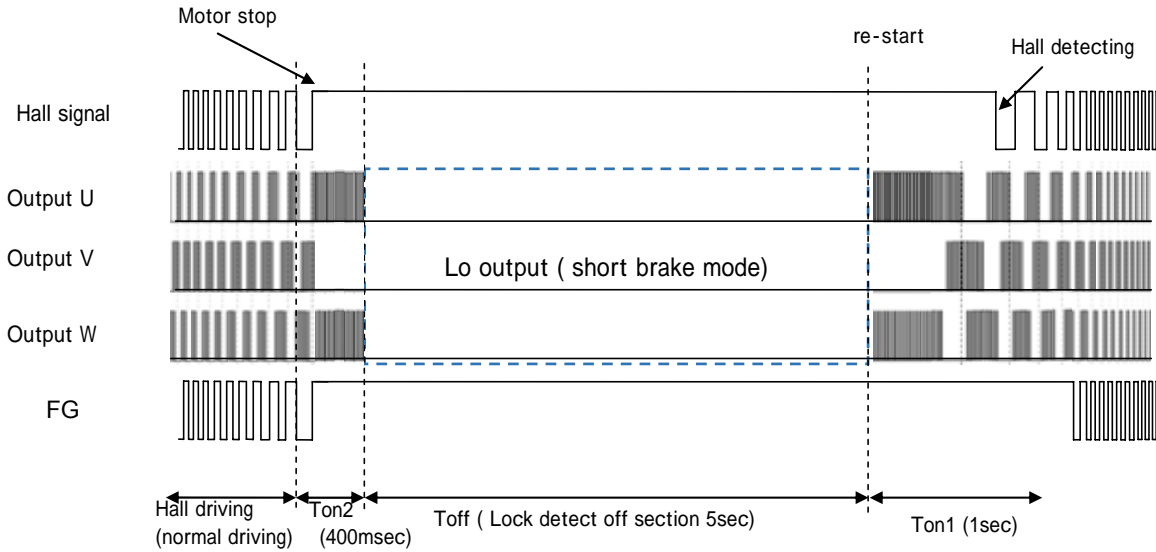 Motor stop
re-start
Hall detecting
Hall signal
Output U
Output V
Lo output ( short brake mode)
Output W
FG
Hall driving
(normal driving)
Ton2
(400msec)
Toff ( Lock detect off section 5sec)
Ton1 (1sec)